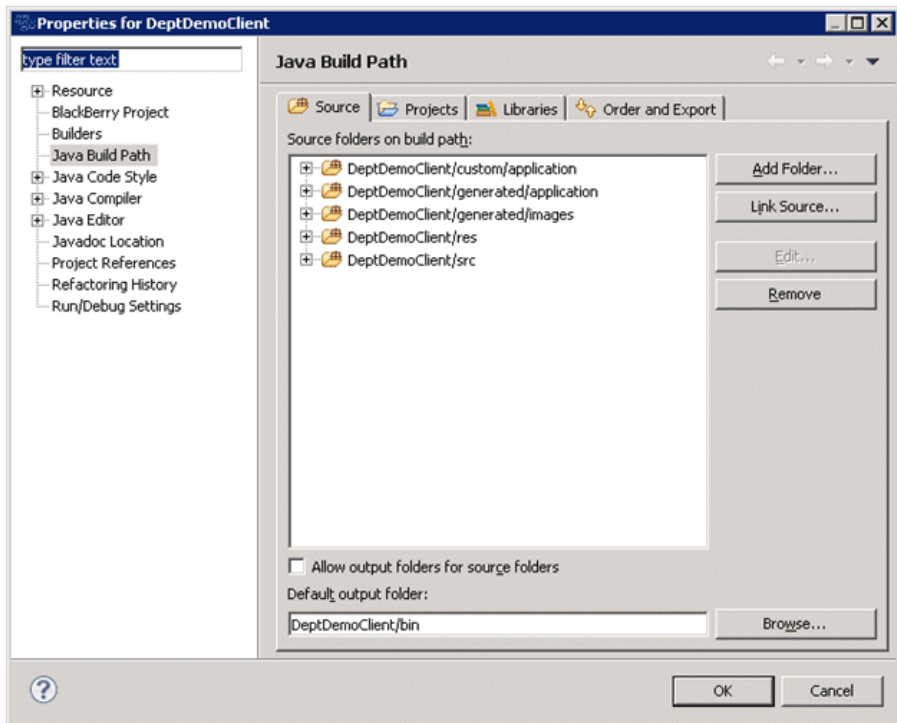 Properties for DeptDemoClient
type filter text
Resource
BlackBerry Project
Builders
Java Build Path
Java Code Style
Java Compiler
Java Editor
Javadoc Location
Project References
Refactoring History
Run/Debug Settings
Java Build Path
Source Projects Libraries Order and Export
Source folders on build path:
DeptDemoClient/custom/application
DeptDemoClient/generated/application
DeptDemoClient/generated/images
DeptDemoClient/res
DeptDemoClient/src
Add Folder...
Link Source...
Edit...
Remove
Allow output folders for source folders
Default output folder:
DeptDemoClient/bin
Browse...
?
OK Cancel